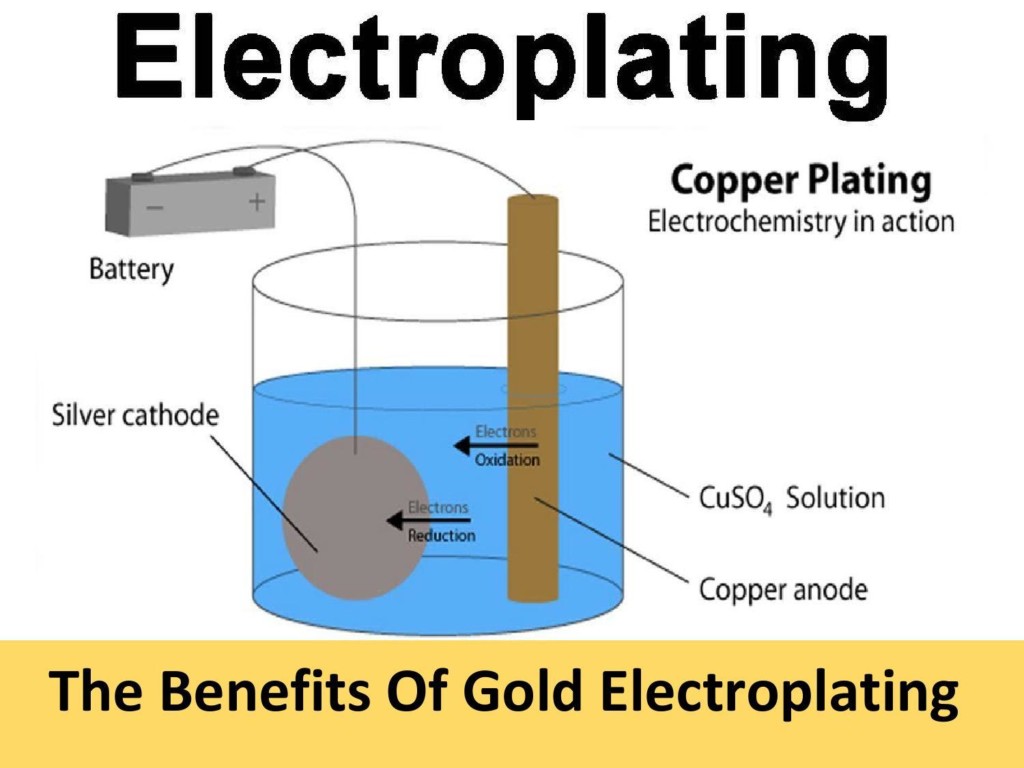 Electroplating
Copper Plating
Electrochemistry in action
− +
Battery
Silver cathode
Electrons
Oxidation
Electrons
Reduction
CuSO₄ Solution
Copper anode
The Benefits Of Gold Electroplating